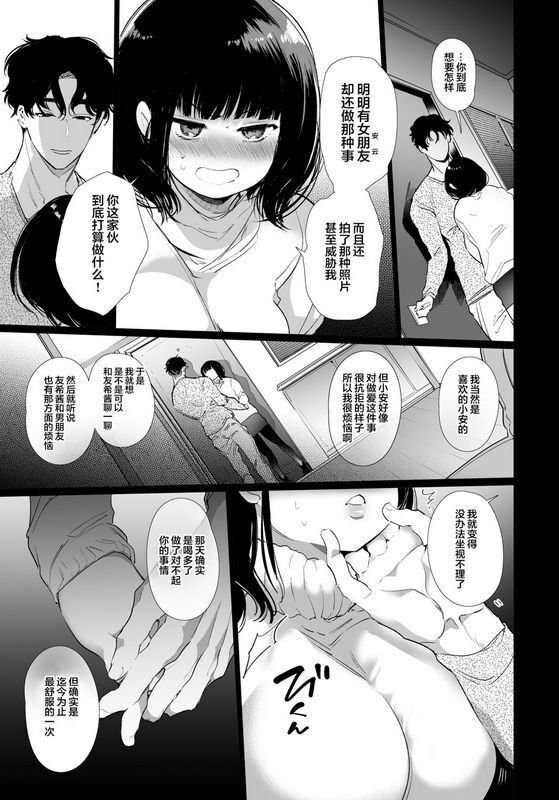 …你到底
想要怎样
明明有女朋友
安云
却还做那种事
而且还
拍了那种照片
甚至威胁我
你这家伙
到底打算做
什么！
我当然是
喜欢的小安的
但小安好像
对做爱这件事
很抗拒的样子
所以我很烦恼啊
于是
我就想
是不是可以
和友希酱聊一聊
然后就听说
友希酱和男朋友
也有那方面的烦恼
我就变得
没办法坐视不理了
那天确实
是喝多了
做了对不起
你的事情
ぐんっ
但确实是
迄今为止
最舒服的一次